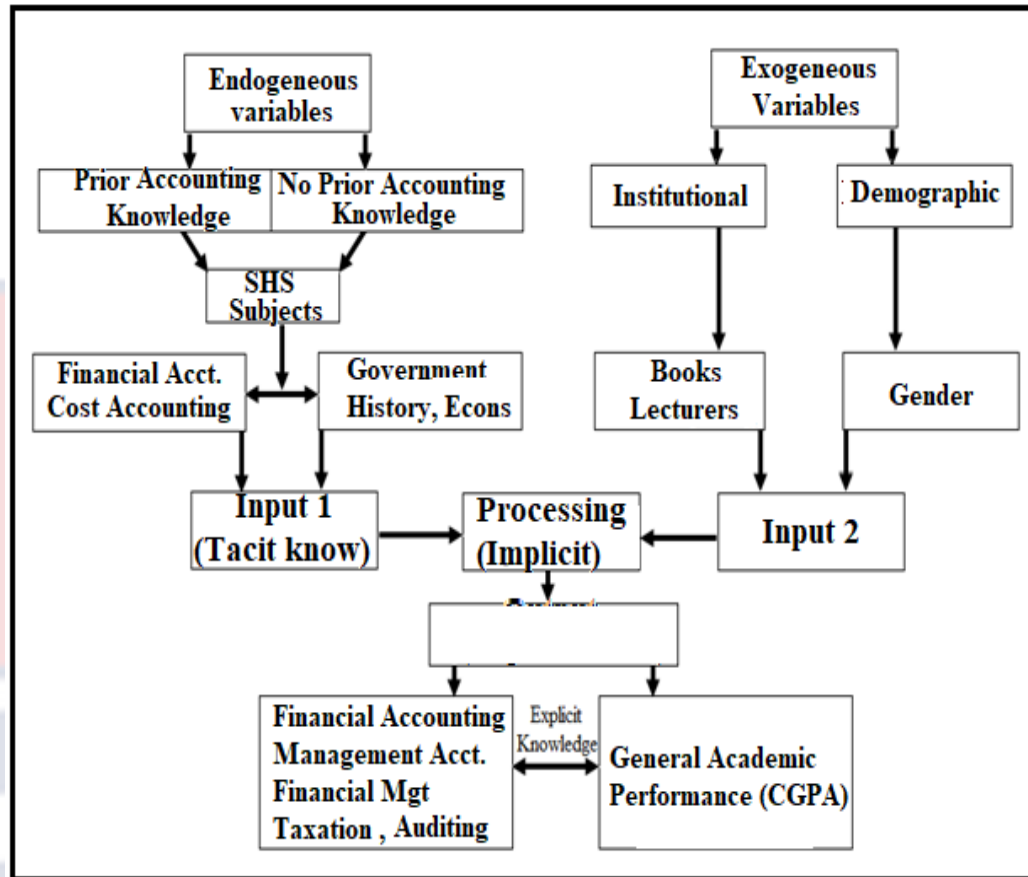 Endogeneous
variables
Exogeneous
Variables
Prior Accounting
Knowledge
No Prior Accounting
Knowledge
Institutional
Demographic
SHS
Subjects
Financial Acct.
Cost Accounting
Government
History, Econs
Books
Lecturers
Gender
Input 1
(Tacit know)
Processing
(Implicit)
Input 2
Financial Accounting
Management Acct.
Financial Mgt
Taxation , Auditing
Explicit
Knowledge
General Academic
Performance (CGPA)